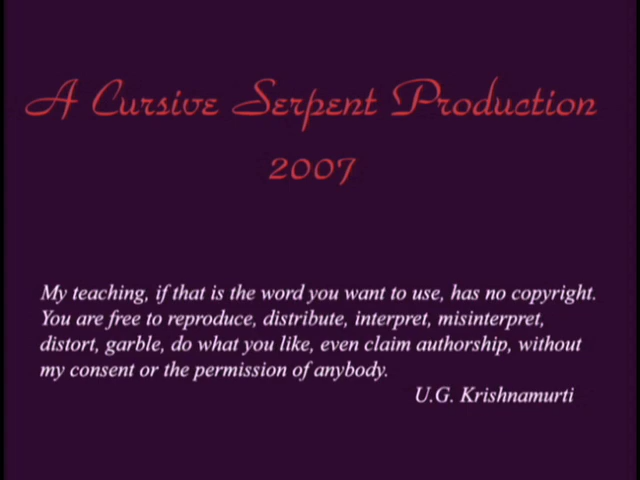 A Cursive Serpent Production
2007
My teaching, if that is the word you want to use, has no copyright.
You are free to reproduce, distribute, interpret, misinterpret,
distort, garble, do what you like, even claim authorship, without
my consent or the permission of anybody.
U.G. Krishnamurti